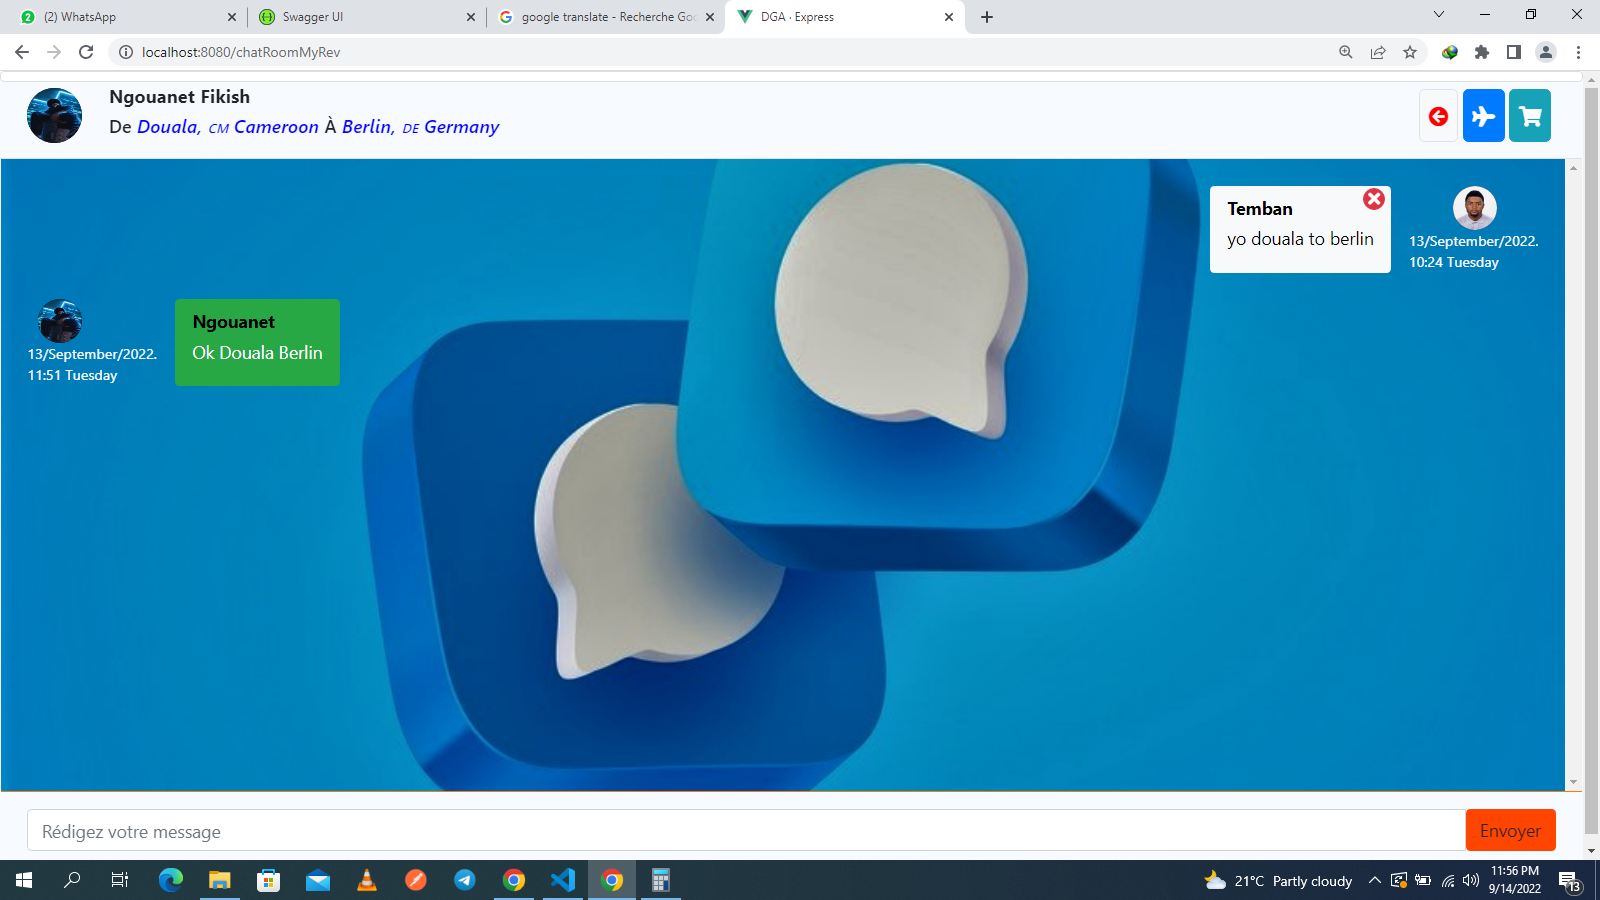 (2) WhatsApp
Swagger UI
google translate - Recherche Goo
DGA · Express
localhost:8080/chatRoomMyRev
Ngouanet Fikish
De Douala, CM Cameroon À Berlin, DE Germany
Temban
yo douala to berlin
13/September/2022.
10:24 Tuesday
Ngouanet
Ok Douala Berlin
13/September/2022.
11:51 Tuesday
Rédigez votre message
Envoyer
21°C Partly cloudy
11:56 PM
9/14/2022
13